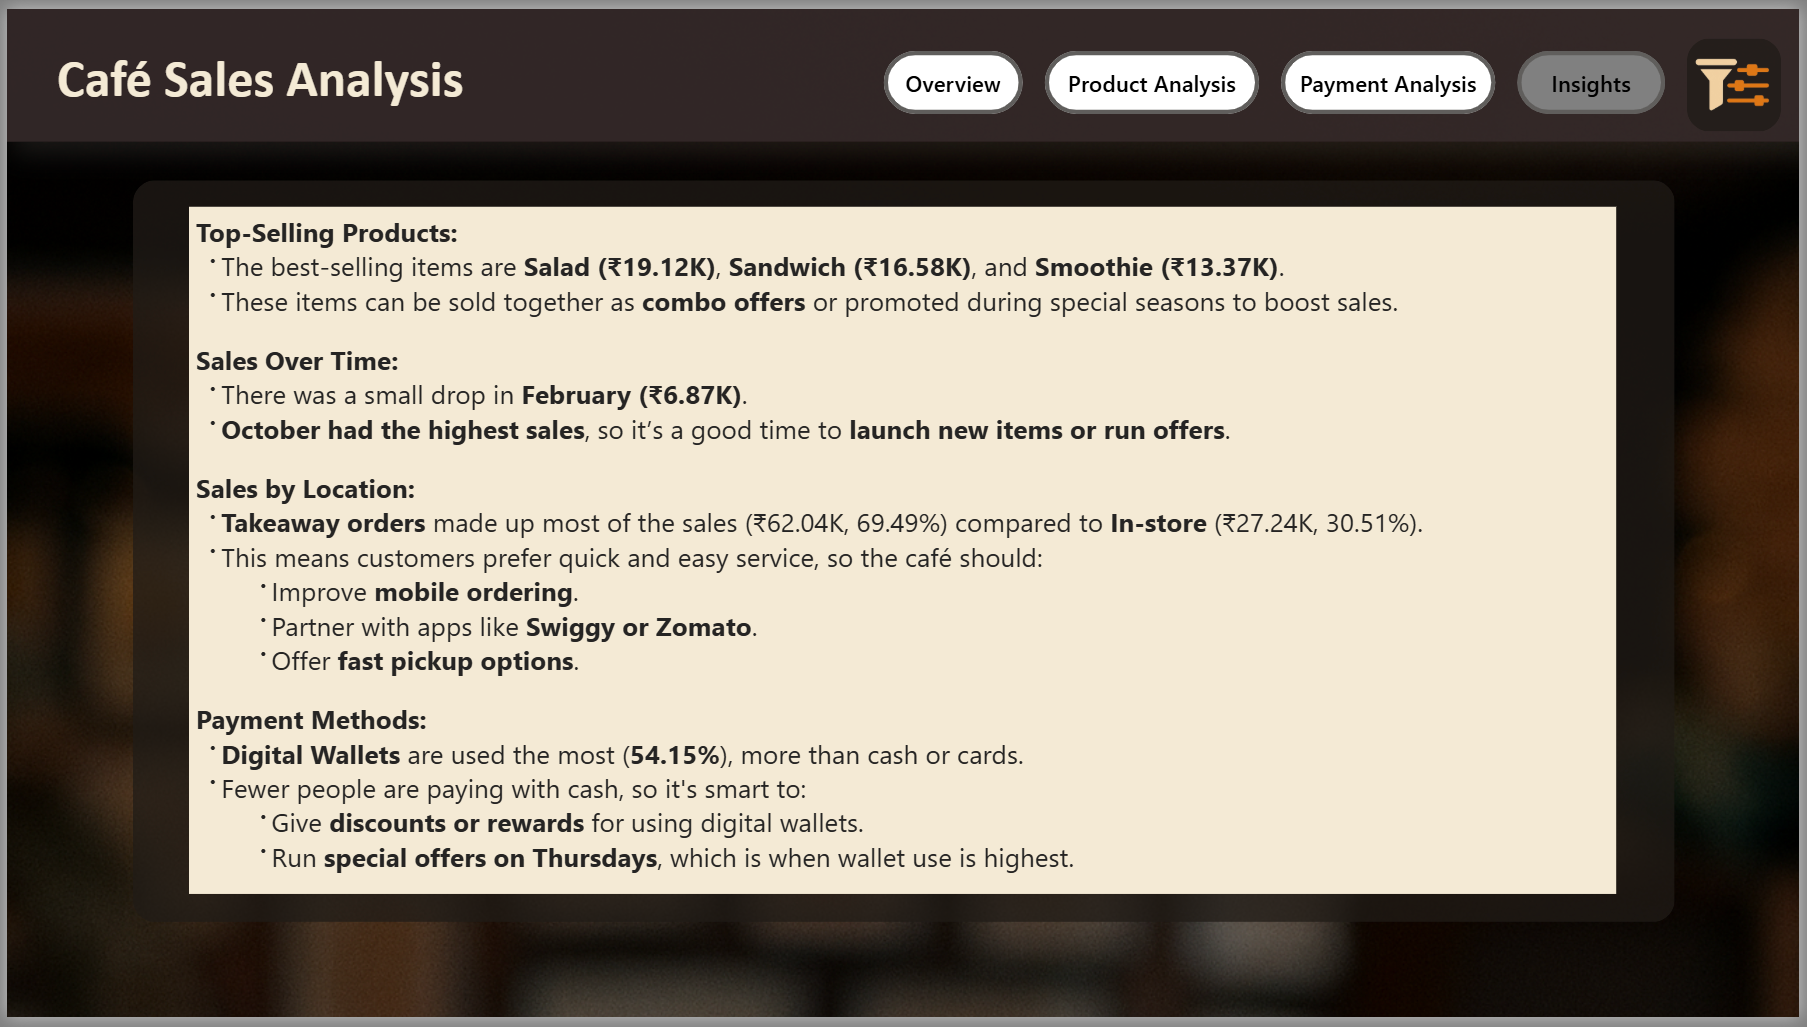 Café Sales Analysis
Overview
Product Analysis
Payment Analysis
Insights
Top-Selling Products:
• The best-selling items are Salad (₹19.12K), Sandwich (₹16.58K), and Smoothie (₹13.37K).
• These items can be sold together as combo offers or promoted during special seasons to boost sales.
Sales Over Time:
• There was a small drop in February (₹6.87K).
• October had the highest sales, so it’s a good time to launch new items or run offers.
Sales by Location:
• Takeaway orders made up most of the sales (₹62.04K, 69.49%) compared to In-store (₹27.24K, 30.51%).
• This means customers prefer quick and easy service, so the café should:
• Improve mobile ordering.
• Partner with apps like Swiggy or Zomato.
• Offer fast pickup options.
Payment Methods:
• Digital Wallets are used the most (54.15%), more than cash or cards.
• Fewer people are paying with cash, so it's smart to:
• Give discounts or rewards for using digital wallets.
• Run special offers on Thursdays, which is when wallet use is highest.